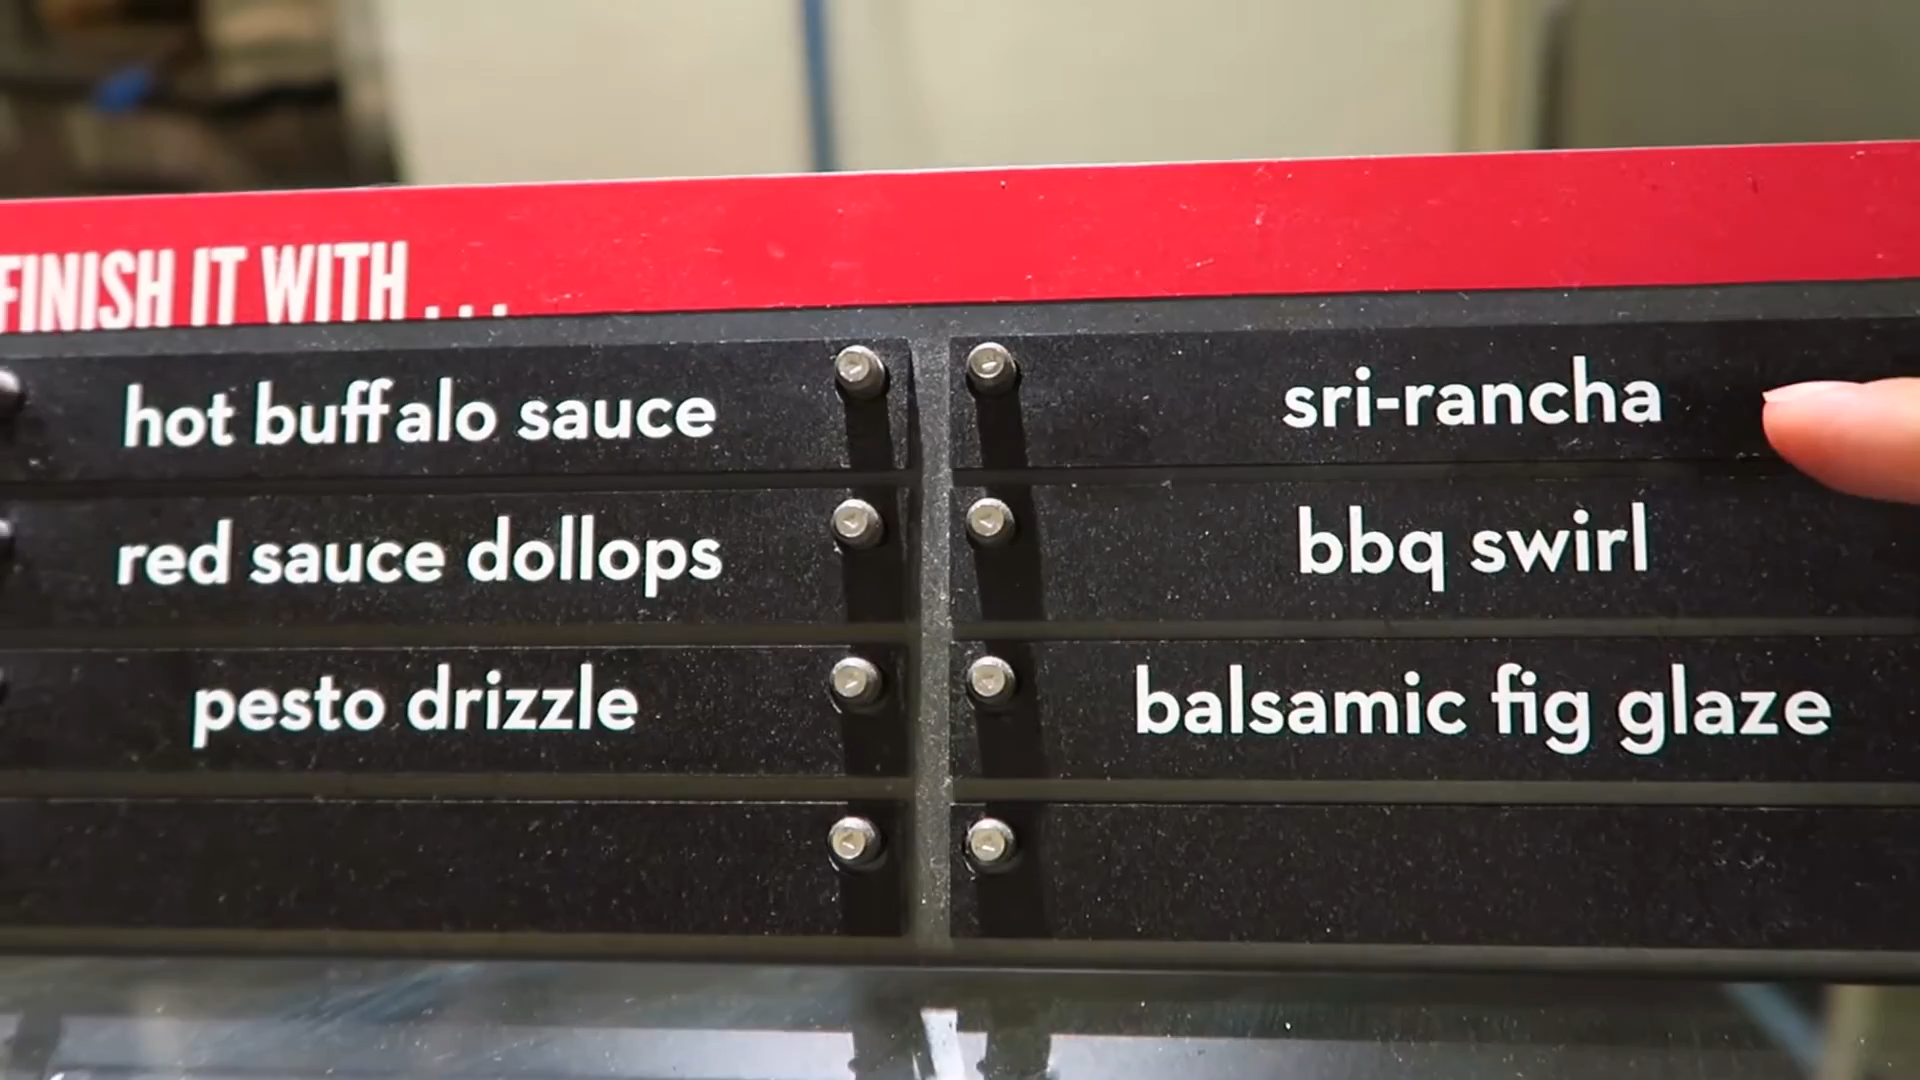 FINISH IT WITH . . .
hot buffalo sauce
red sauce dollops
pesto drizzle
sri-rancha
bbq swirl
balsamic fig glaze